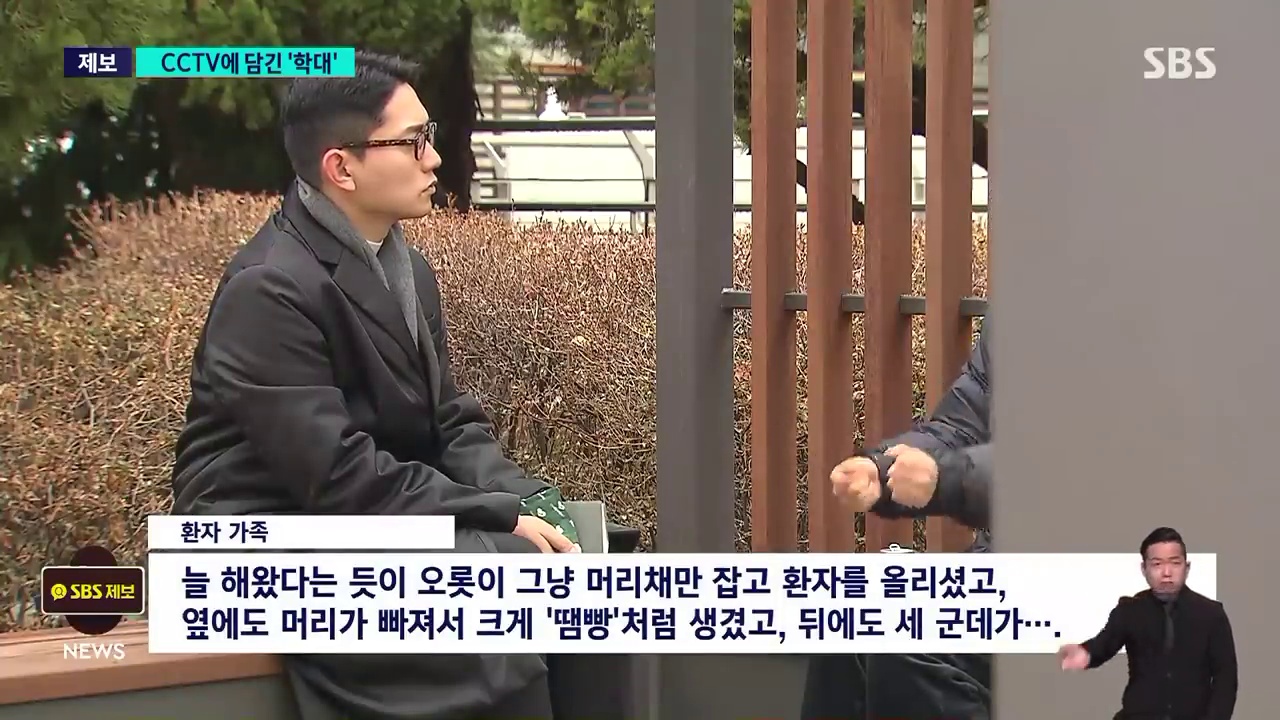 제보 CCTV에 담긴 '학대'
SBS
환자 가족
늘 해왔다는 듯이 오롯이 그냥 머리채만 잡고 환자를 올리셨고,
옆에도 머리가 빠져서 크게 '땜빵'처럼 생겼고, 뒤에도 세 군데가….
SBS 제보
NEWS